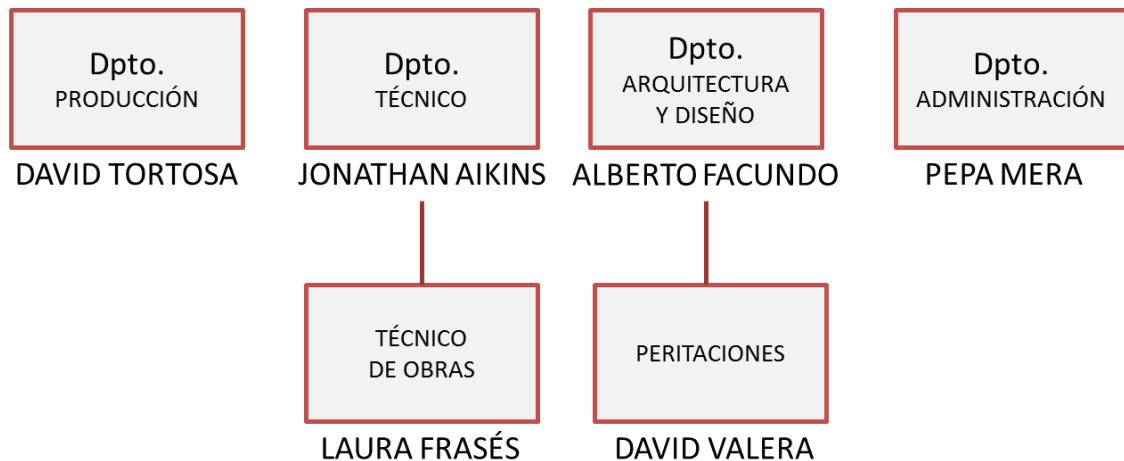 Dpto.
PRODUCCIÓN
DAVID TORTOSA
Dpto.
TÉCNICO
JONATHAN AIKINS
Dpto.
ARQUITECTURA
Y DISEÑO
ALBERTO FACUNDO
Dpto.
ADMINISTRACIÓN
PEPA MERA
TÉCNICO
DE OBRAS
LAURA FRASÉS
PERITACIONES
DAVID VALERA